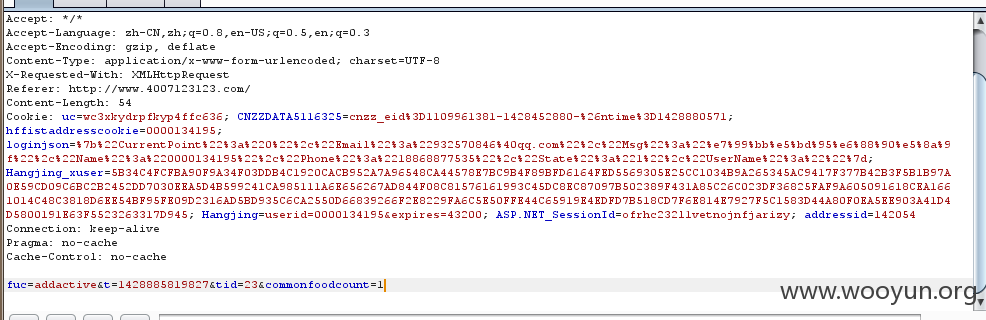 Accept: */*
Accept-Language: zh-CN,zh;q=0.8,en-US;q=0.5,en;q=0.3
Accept-Encoding: gzip, deflate
Content-Type: application/x-www-form-urlencoded; charset=UTF-8
X-Requested-With: XMLHttpRequest
Referer: http://www.4007123123.com/
Content-Length: 54
Cookie: uc=wc3xkydrpfkyp4ffc636; CNZZDATA5116325=cnzz_eid%3D1109961381-1428452880-%26ntime%3D1428880571;
hffistaddresscookie=0000134195;
loginjson=%7b%22CurrentPoint%22%3a%220%22%2c%22Email%22%3a%22932570846%40qq.com%22%2c%22Msg%22%3a%22%e7%99%bb%e5%bd%95%e6%88%90%e5%8a%9
f%22%2c%22Name%22%3a%220000134195%22%2c%22Phone%22%3a%2218868877535%22%2c%22State%22%3a%221%22%2c%22UserName%22%3a%22%22%7d;
Hangjing_xuser=5B34C4FCFBA90F9A34F03DDB4C1920CACB952A7A96548CA44578E7BC9B4F89BFD6164FED5569305E25CC1034B9A265345AC9417F377B42B3F5B1B97A
0E59CD09C6BC2B245CDD7030EEA5D4B599241CA985111A6E656267AD844F08C81576161993C45DC8EC87097B502389F431A85C26C023DF36825FAF9A605091618CEA166
1014C48C3818D6EE54BF95FE09D2316AD5BD935C6CA2550D66839266F2E8229FA6C5E50FFE44C65919E4EDFD7B518CD7F6E814E7927F5C1583D44A80F0EA5EE903A41D4
D5800191E63F5523263317D945; Hangjing=userid=0000134195&expires=43200; ASP.NET_SessionId=ofrhc23211vetnojnfjarizy; addressid=142054
Connection: keep-alive
Pragma: no-cache
Cache-Control: no-cache
fuc=addactive&t=1428885819827&tid=23&commonfoodcount=1
www.wooyun.org